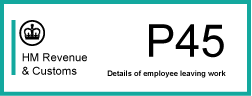 P45
HM Revenue
& Customs
Details of employee leaving work